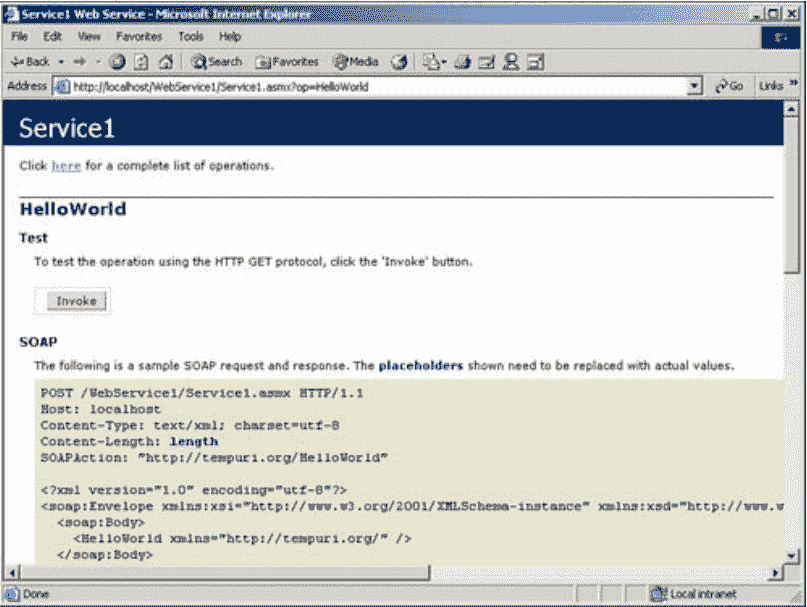 Service1 Web Service - Microsoft Internet Explorer
File Edit View Favorites Tools Help
Back Search Favorites Media
Address http://localhost/WebService1/Service1.asmx?op=HelloWorld Go Links »
Service1
Click here for a complete list of operations.
HelloWorld
Test
To test the operation using the HTTP GET protocol, click the 'Invoke' button.
Invoke
SOAP
The following is a sample SOAP request and response. The placeholders shown need to be replaced with actual values.
POST /WebService1/Service1.asmx HTTP/1.1
Host: localhost
Content-Type: text/xml; charset=utf-8
Content-Length: length
SOAPAction: "http://tempuri.org/HelloWorld"
<?xml version="1.0" encoding="utf-8"?>
<soap:Envelope xmlns:xsi="http://www.w3.org/2001/XMLSchema-instance" xmlns:xsd="http://www.w
<soap:Body>
<HelloWorld xmlns="http://tempuri.org/" />
</soap:Body>
Done Local intranet